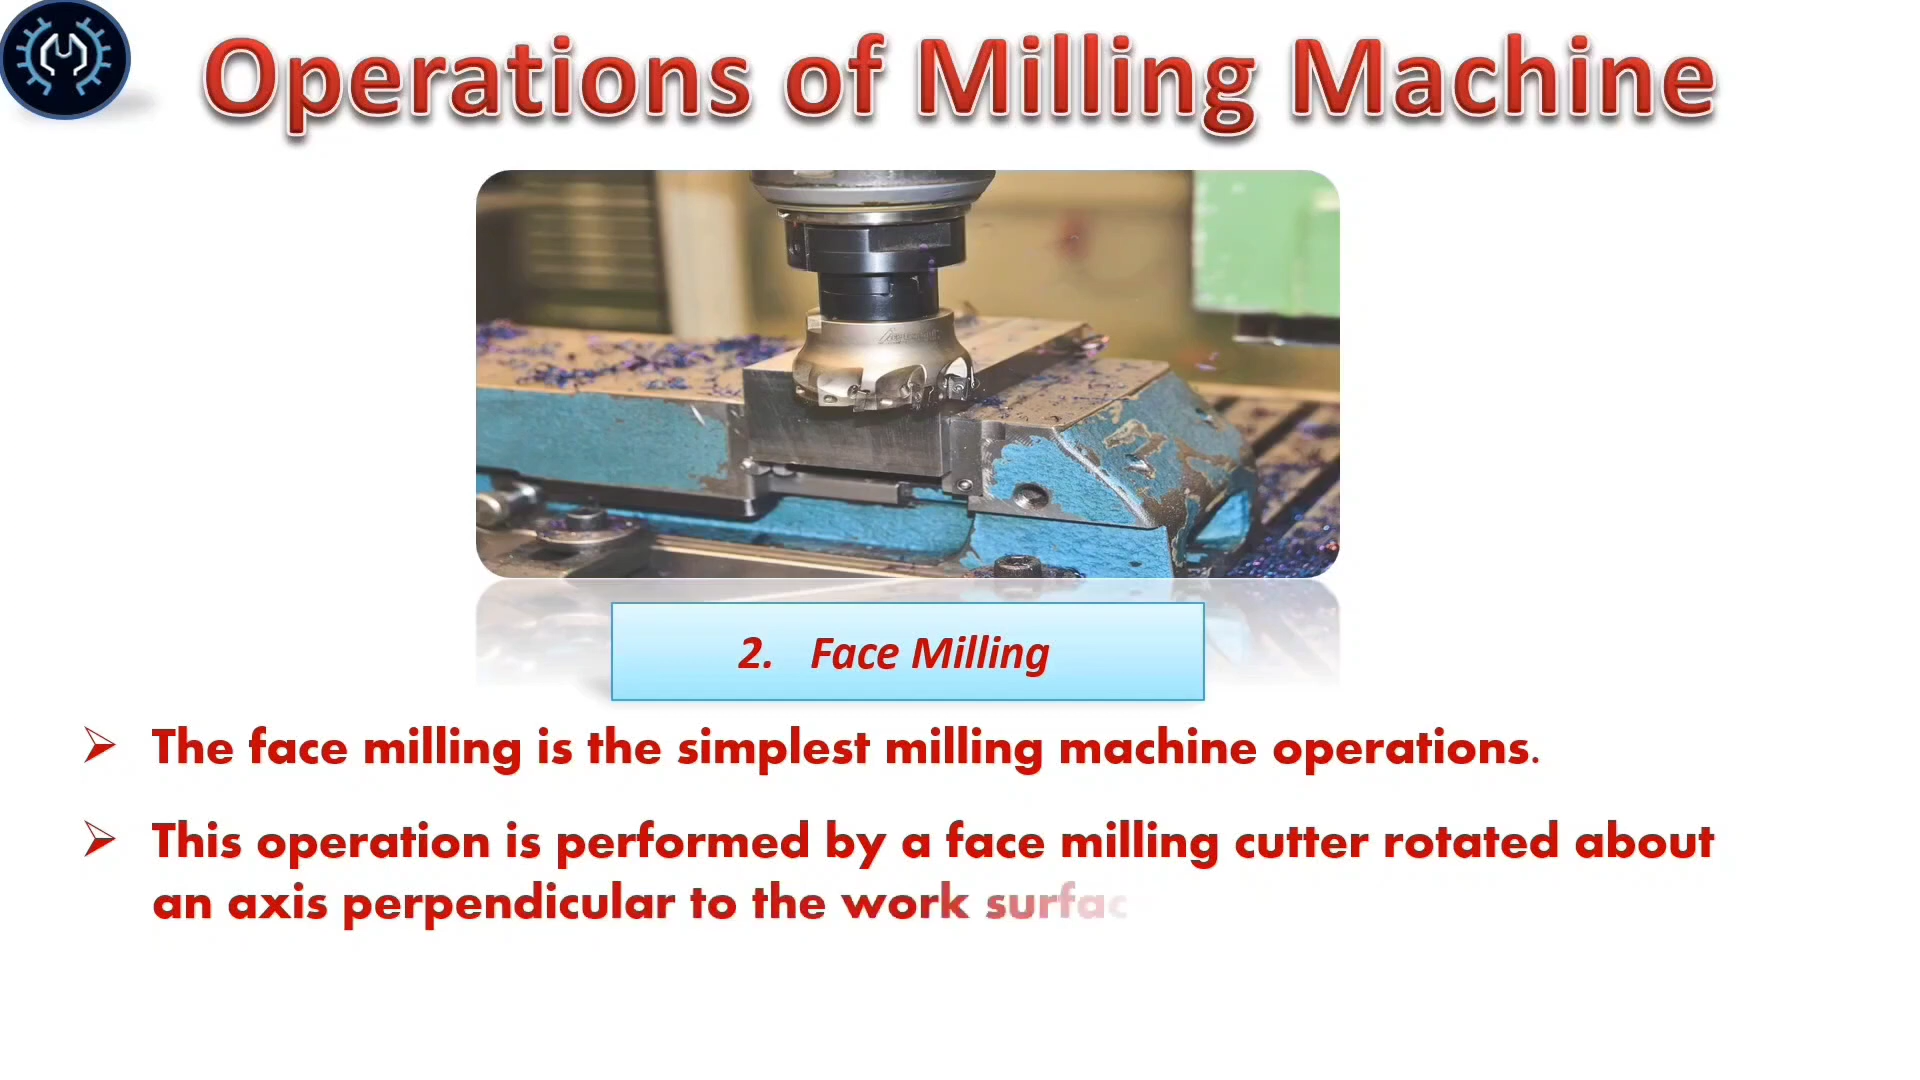 Operations of Milling Machine
2. Face Milling
➢ The face milling is the simplest milling machine operations.
➢ This operation is performed by a face milling cutter rotated about
an axis perpendicular to the work surfac